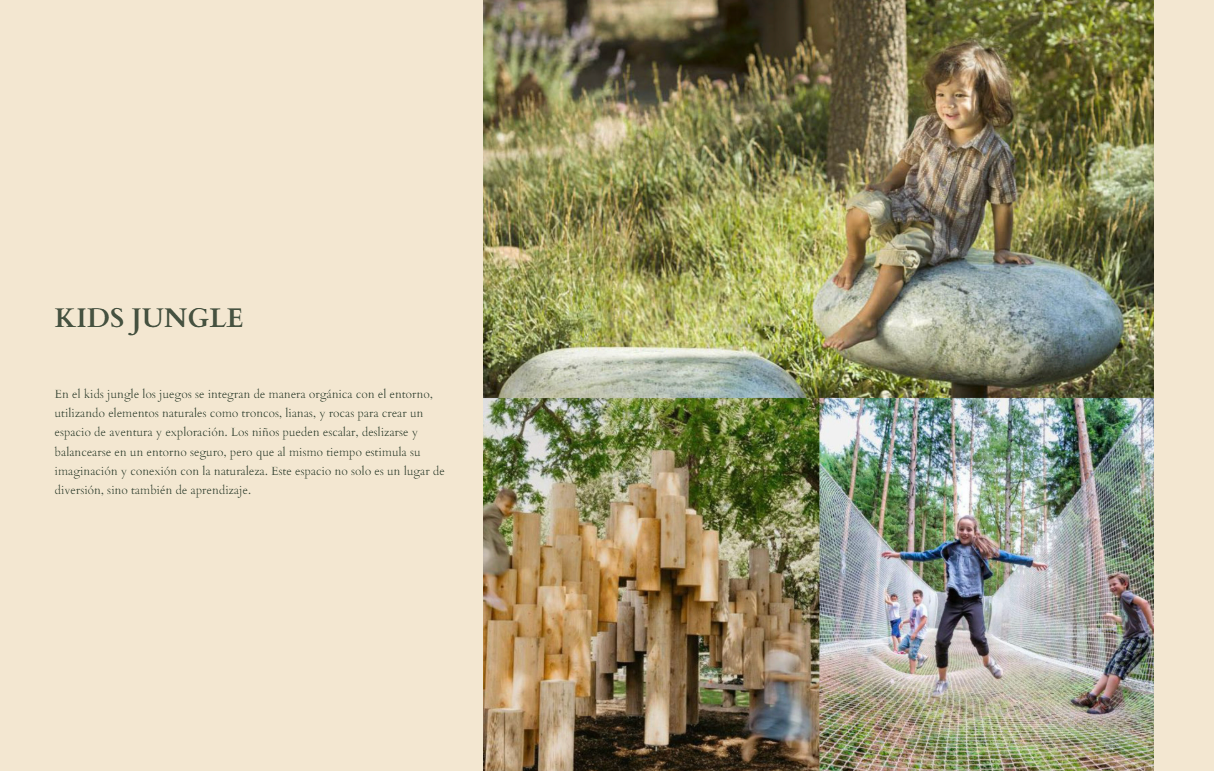 KIDS JUNGLE
En el kids jungle los juegos se integran de manera orgánica con el entorno,
utilizando elementos naturales como troncos, lianas, y rocas para crear un
espacio de aventura y exploración. Los niños pueden escalar, deslizarse y
balancearse en un entorno seguro, pero que al mismo tiempo estimula su
imaginación y conexión con la naturaleza. Este espacio no solo es un lugar de
diversión, sino también de aprendizaje.